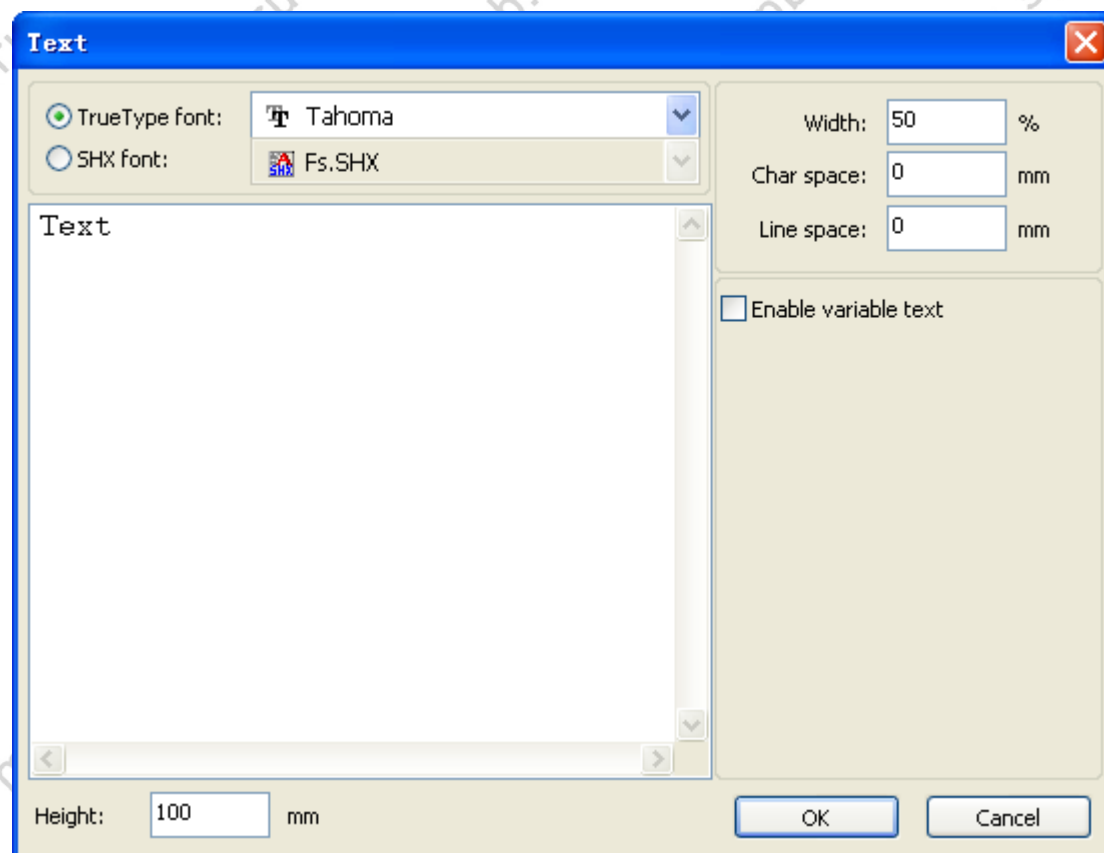 Text
TrueType font: Tahoma
SHX font: Fs.SHX
Width: 50 %
Char space: 0 mm
Line space: 0 mm
Text
Enable variable text
Height: 100 mm
OK
Cancel